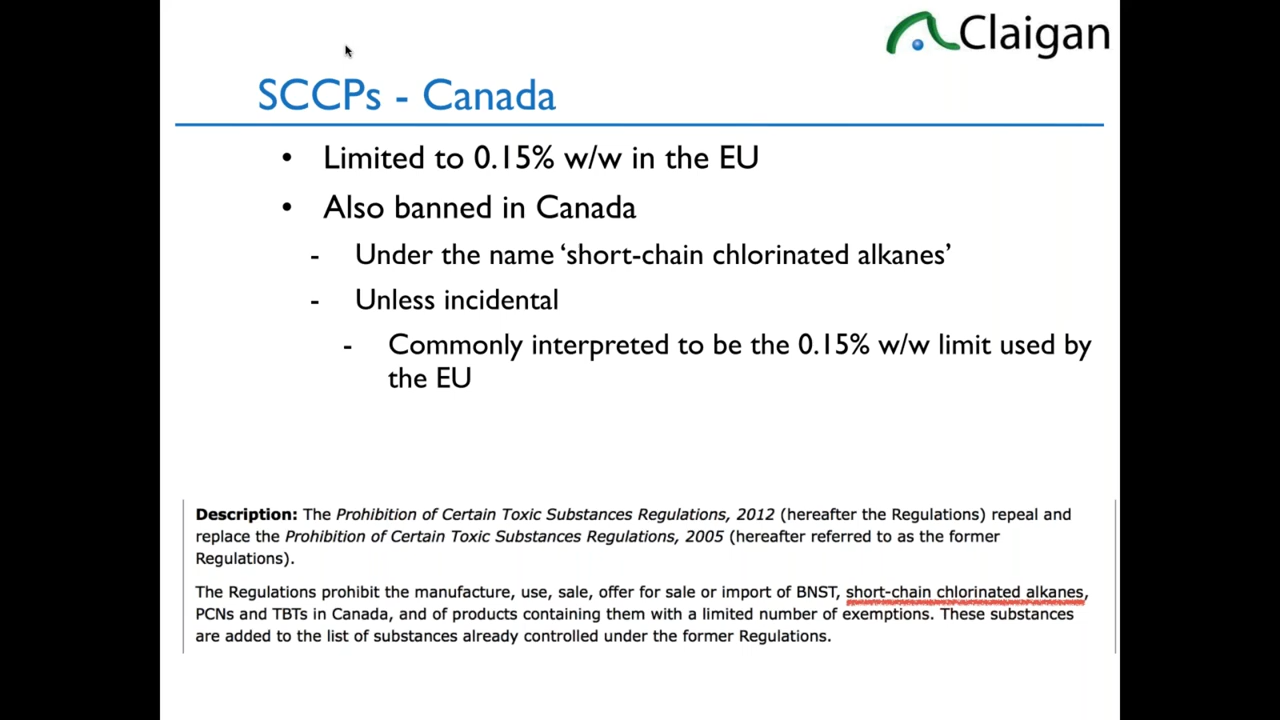 Claigan
SCCPs - Canada
• Limited to 0.15% w/w in the EU
• Also banned in Canada
- Under the name ‘short-chain chlorinated alkanes’
- Unless incidental
- Commonly interpreted to be the 0.15% w/w limit used by
the EU
Description: The Prohibition of Certain Toxic Substances Regulations, 2012 (hereafter the Regulations) repeal and
replace the Prohibition of Certain Toxic Substances Regulations, 2005 (hereafter referred to as the former
Regulations).
The Regulations prohibit the manufacture, use, sale, offer for sale or import of BNST, short-chain chlorinated alkanes,
PCNs and TBTs in Canada, and of products containing them with a limited number of exemptions. These substances
are added to the list of substances already controlled under the former Regulations.